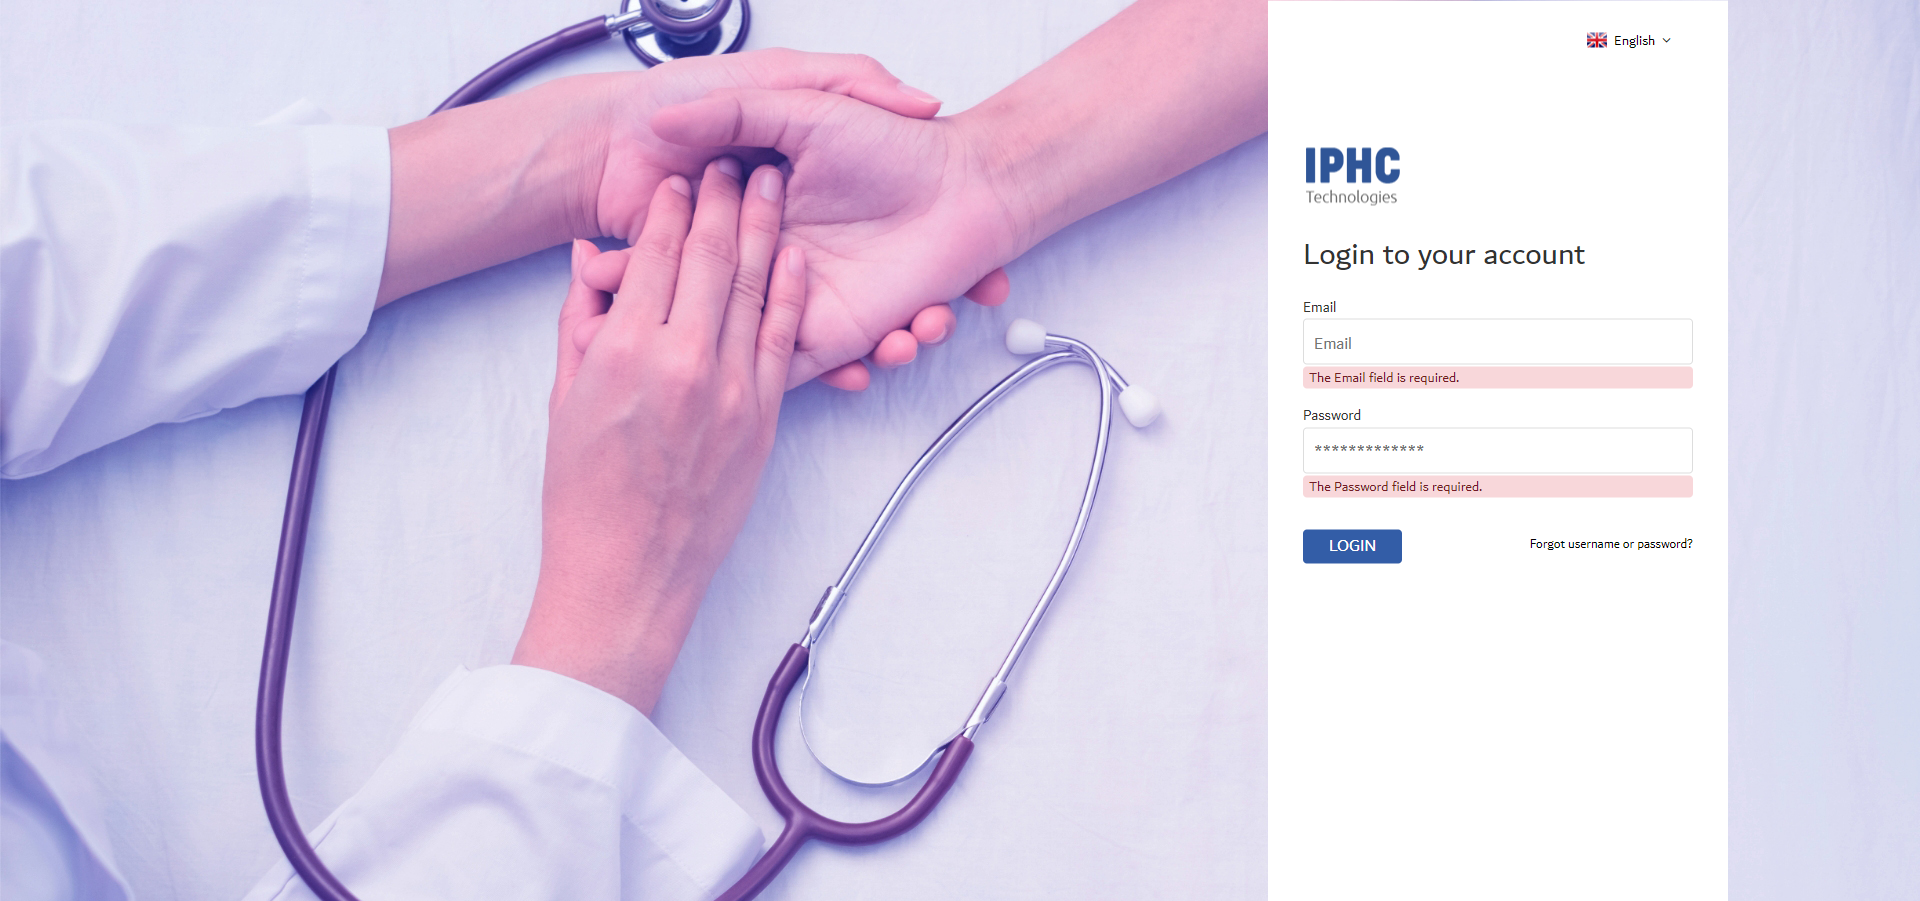 English
IPHC
Technologies
Login to your account
Email
Email
The Email field is required.
Password
*************
The Password field is required.
LOGIN
Forgot username or password?